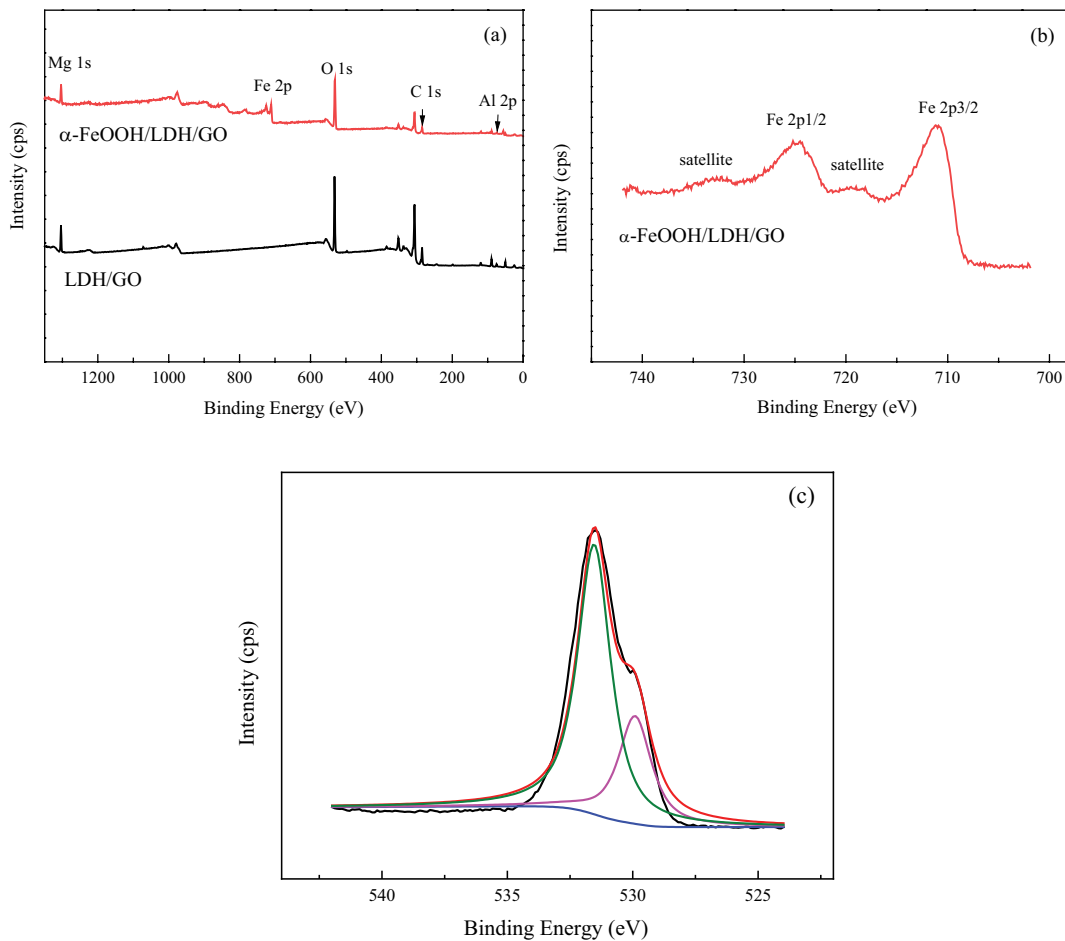 (a)
Mg 1s
Fe 2p
O 1s
C 1s
Al 2p
α-FeOOH/LDH/GO
LDH/GO
Intensity (cps)
1200 1000 800 600 400 200 0
Binding Energy (eV)
(b)
Fe 2p3/2
Fe 2p1/2
satellite
satellite
α-FeOOH/LDH/GO
Intensity (cps)
740 730 720 710 700
Binding Energy (eV)
(c)
Intensity (cps)
540 535 530 525
Binding Energy (eV)